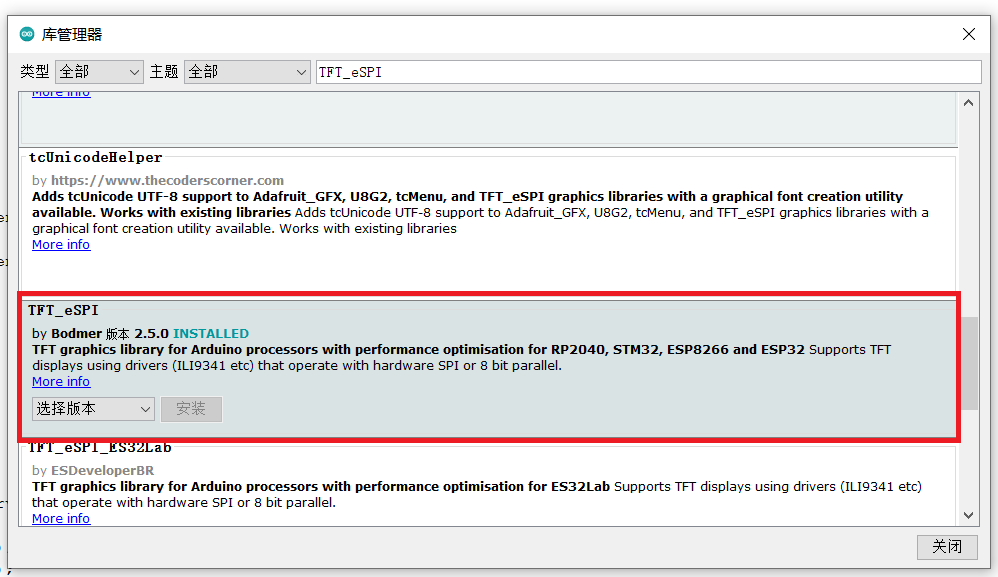 库管理器
类型 全部 主题 全部 TFT_eSPI
More info
tcUnicodeHelper
by https://www.thecoderscorner.com
Adds tcUnicode UTF-8 support to Adafruit_GFX, U8G2, tcMenu, and TFT_eSPI graphics libraries with a graphical font creation utility
available. Works with existing libraries Adds tcUnicode UTF-8 support to Adafruit_GFX, U8G2, tcMenu, and TFT_eSPI graphics libraries with a
graphical font creation utility available. Works with existing libraries
More info
TFT_eSPI
by Bodmer 版本 2.5.0 INSTALLED
TFT graphics library for Arduino processors with performance optimisation for RP2040, STM32, ESP8266 and ESP32 Supports TFT
displays using drivers (ILI9341 etc) that operate with hardware SPI or 8 bit parallel.
More info
选择版本 安装
TFT_eSPI_ES32Lab
by ESDeveloperBR
TFT graphics library for Arduino processors with performance optimisation for ES32Lab Supports TFT displays using drivers (ILI9341 etc)
that operate with hardware SPI or 8 bit parallel.
More info
关闭